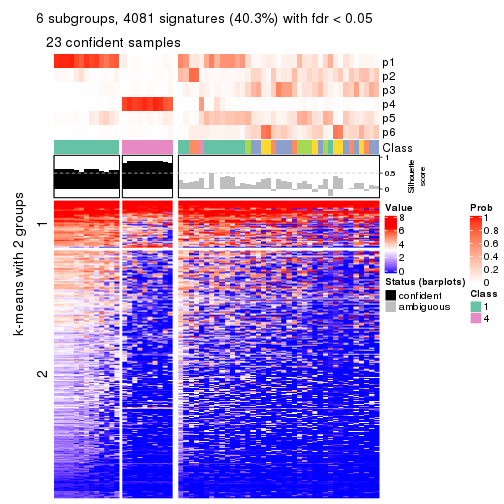 6 subgroups, 4081 signatures (40.3%) with fdr < 0.05
23 confident samples
p1
p2
p3
p4
p5
p6
Class
1
0.5
0
Silhouette
score
k-means with 2 groups
1
2
Value
8
6
4
2
0
Prob
1
0.8
0.6
0.4
0.2
0
Status (barplots)
confident
ambiguous
Class
1
4